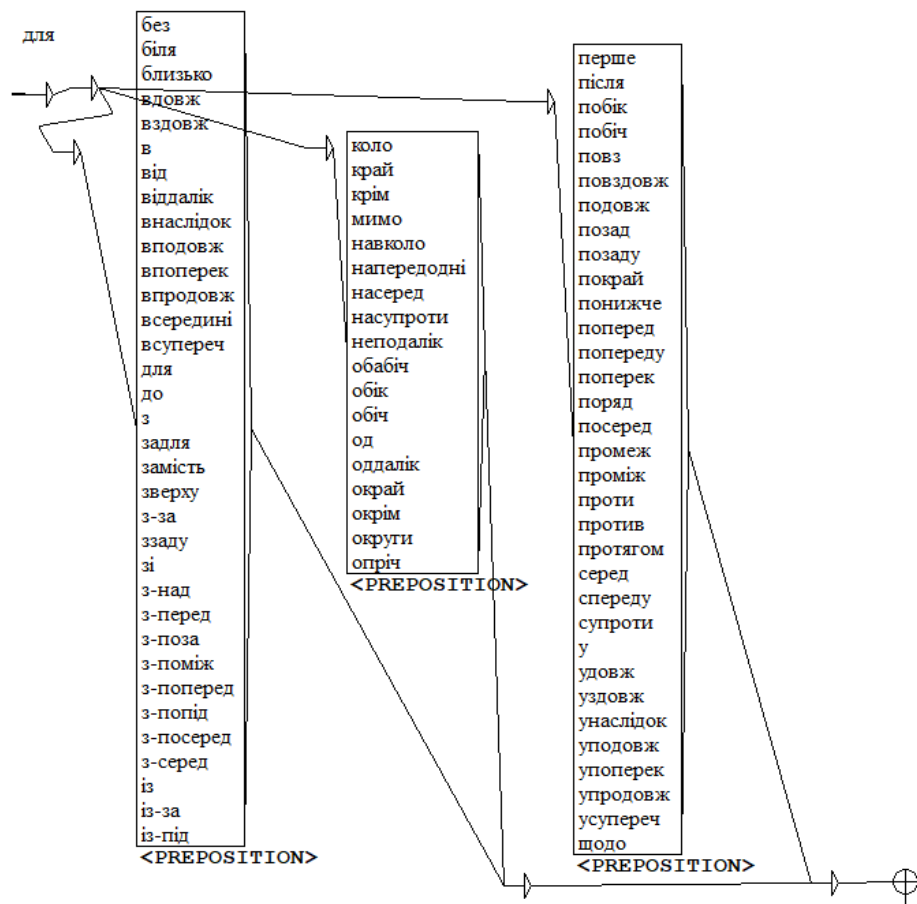 для
без
біля
близько
вдовж
вздовж
в
від
віддалік
внаслідок
вподовж
впоперек
впродовж
всередині
всупереч
для
до
з
задля
замість
зверху
з-за
ззаду
зі
з-над
з-перед
з-поза
з-поміж
з-поперед
з-попід
з-посеред
з-серед
із
із-за
із-під
<PREPOSITION>
коло
край
крім
мимо
навколо
напередодні
насеред
насупроти
неподалік
обабіч
обік
обіч
од
оддалік
окрай
окрім
округи
опріч
<PREPOSITION>
перше
після
побік
побіч
повз
повздовж
подовж
позад
позаду
покрай
понижче
поперед
попереду
поперек
поряд
посеред
промеж
проміж
проти
против
протягом
серед
спереду
супроти
у
удовж
уздовж
унаслідок
уподовж
упоперек
упродовж
усупереч
щодо
<PREPOSITION>